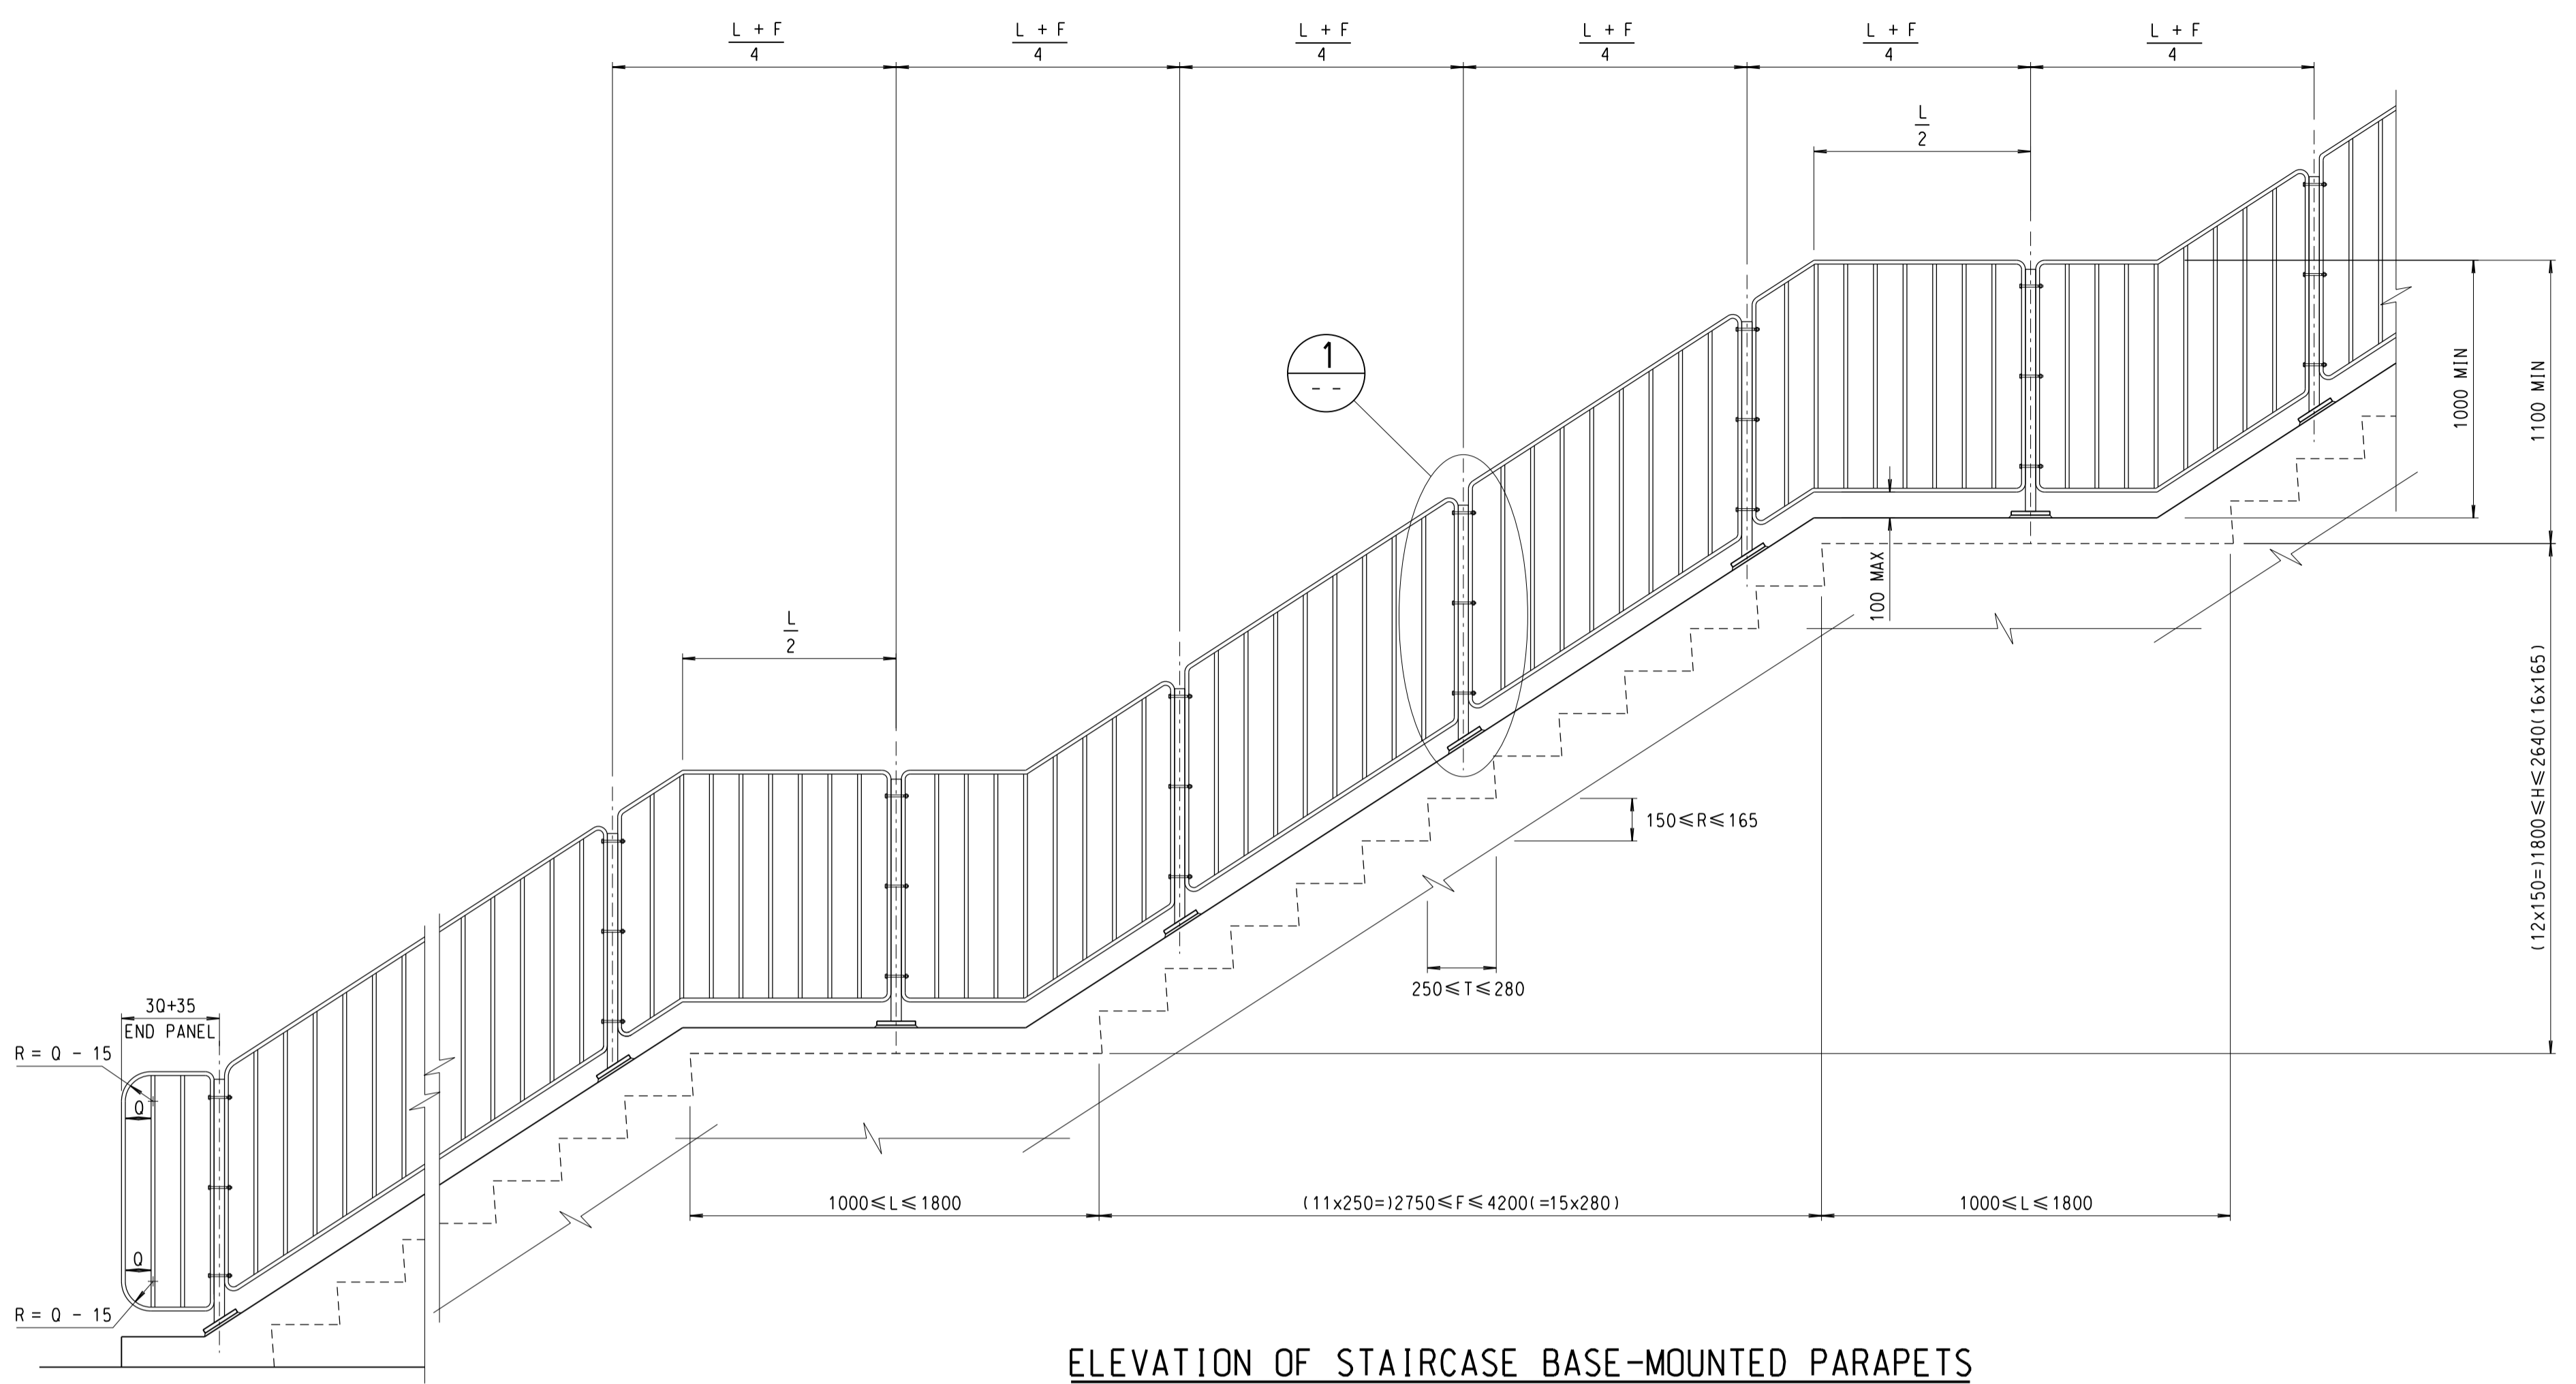 L + F
4
L + F
4
L + F
4
L + F
4
L + F
4
L + F
4
L
2
1
- -
1000 MIN
1100 MIN
100 MAX
L
2
(12x150=)1800≤H≤2640(16x165)
150≤R≤165
250≤T≤280
3Q+35
END PANEL
R = Q - 15
Q
Q
R = Q - 15
1000≤L≤1800
(11x250=)2750≤F≤4200(=15x280)
1000≤L≤1800
ELEVATION OF STAIRCASE BASE-MOUNTED PARAPETS